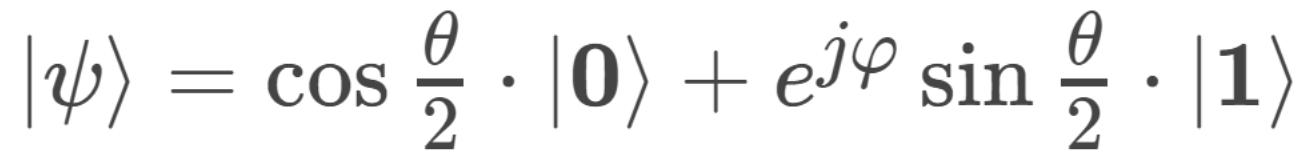 |ψ⟩ = cos θ/2 · |0⟩ + e^{jφ} sin θ/2 · |1⟩